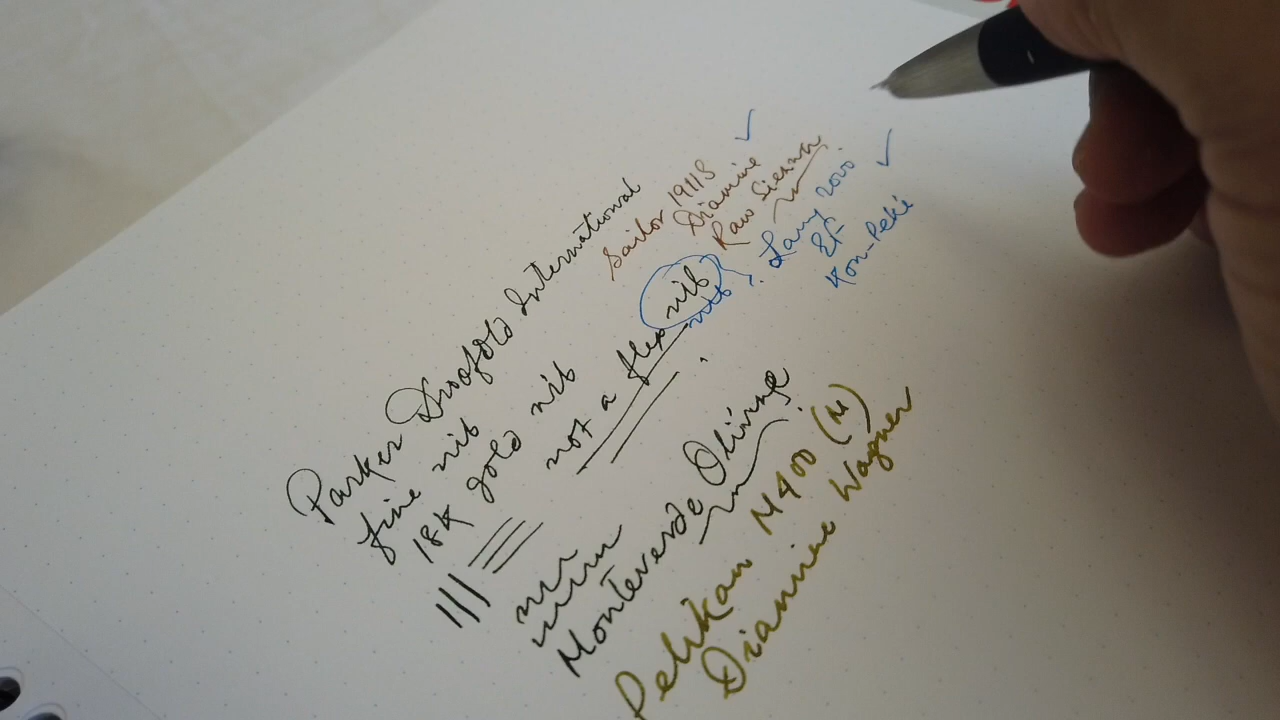 Parker Duofold International
fine nib
18K gold nib
not a flex nib
nib?
Monteverde Olivine
Pelikan M400 (M)
Diamine Wagner
Sailor 1911S
Diamine
Raw Sienna
Lamy 2000
EF
Kon-Peki